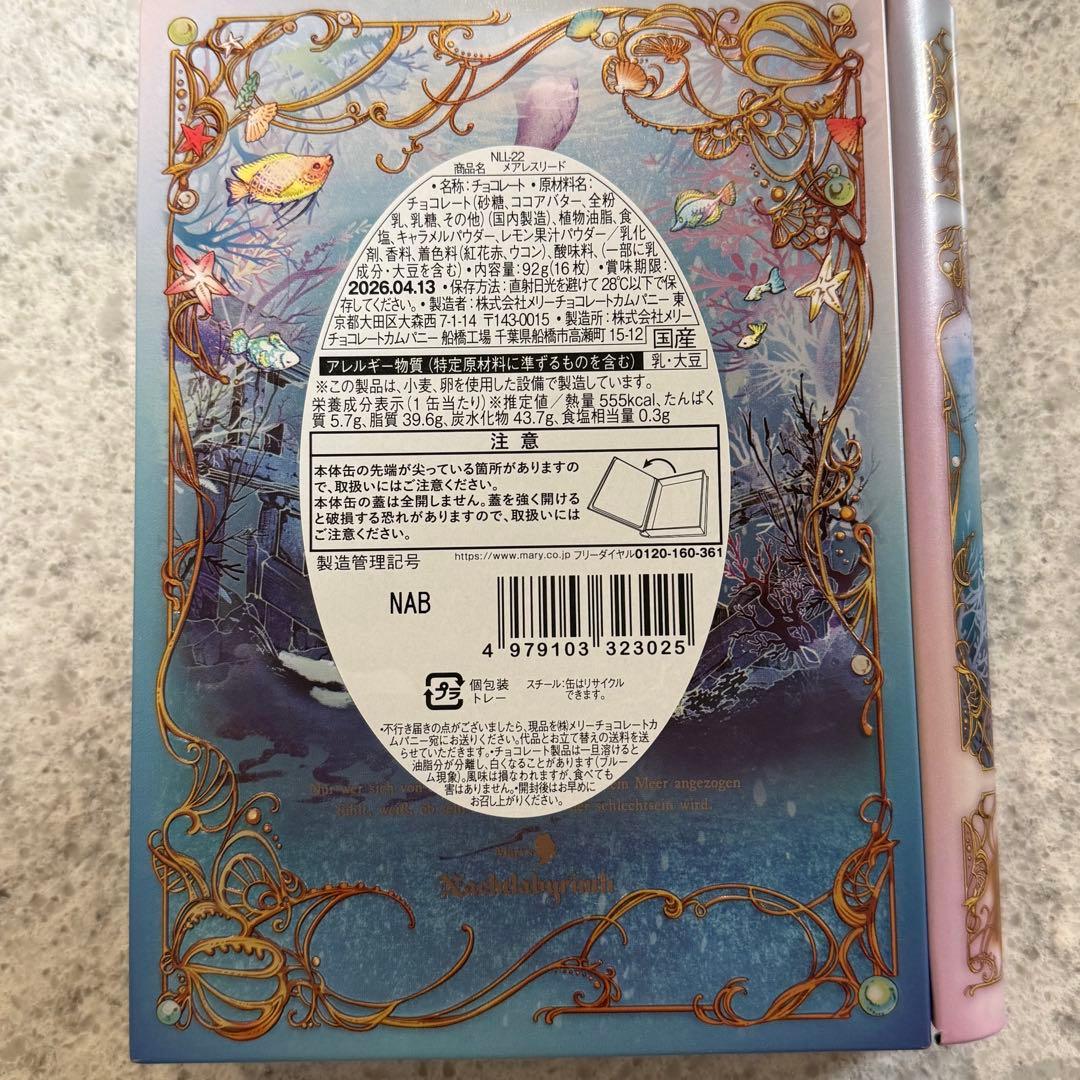 NLL-22
商品名 メアレスリード
•名称:チョコレート•原材料名:
チョコレート(砂糖、ココアバター、全粉
乳、乳糖、その他)(国内製造)、植物油脂、食
塩、キャラメルパウダー、レモン果汁パウダー/乳化
剤、香料、着色料(紅花赤、ウコン)、酸味料、(一部に乳
成分・大豆を含む)•内容量:92g(16枚)•賞味期限:
2026.04.13•保存方法:直射日光を避けて28℃以下で保
存してください。•製造者:株式会社メリーチョコレートカムパニー 東
京都大田区大森西7-1-14 〒143-0015•製造所:株式会社メリー
チョコレートカムパニー 船橋工場 千葉県船橋市高瀬町 15-12 国産
アレルギー物質(特定原材料に準ずるものを含む) 乳・大豆
※この製品は、小麦、卵を使用した設備で製造しています。
栄養成分表示(1缶当たり)※推定値/熱量 555kcal、たんぱく
質 5.7g、脂質 39.6g、炭水化物 43.7g、食塩相当量 0.3g
注意
本体缶の先端が尖っている箇所がありますの
で、取扱いにはご注意ください。
本体缶の蓋は全開しません。蓋を強く開ける
と破損する恐れがありますので、取扱いには
ご注意ください。
製造管理記号 https://www.mary.co.jp フリーダイヤル0120-160-361
NAB
4 979103 323025
プラ 個包装
トレー
スチール:缶はリサイクル
できます。
•不行き届きの点がございましたら、現品を㈱メリーチョコレートカ
ムパニー宛にお送りください。代品とお立て替えの送料を送
らせていただきます。•チョコレート製品は一旦溶けると
油脂分が分離し、白くなることがあります(ブルー
ム現象)。風味は損なわれますが、食べても
害はありません。•開封後はお早めに
お召し上がりください。
Nur wer sich von Meer angezogen
fühlt, weiß, ob schlechtsein wird.
Mary's
Nachtlabyrinth